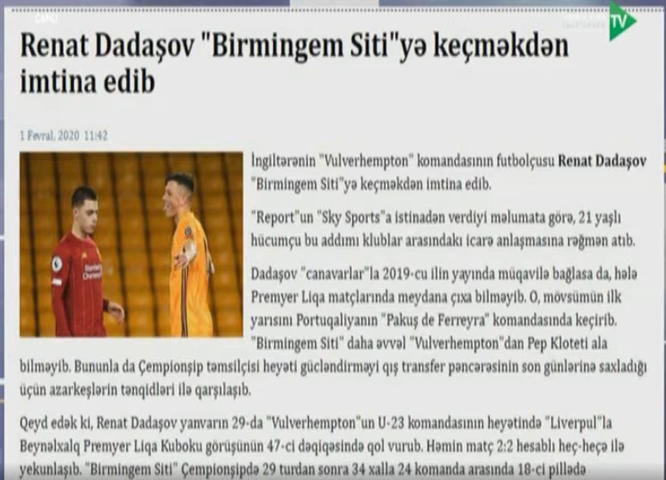 CANLI
TV
Renat Dadaşov "Birmingem Siti"yə keçməkdən
imtina edib
1 Fevral, 2020 11:42
İngiltərənin "Vulverhempton" komandasının futbolçusu Renat Dadaşov
"Birmingem Siti"yə keçməkdən imtina edib.
"Report"un "Sky Sports"a istinadən verdiyi məlumata görə, 21 yaşlı
hücumçu bu addımı klublar arasındakı icarə anlaşmasına rəğmən atıb.
Dadaşov "canavarlar"la 2019-cu ilin yayında müqavilə bağlasa da, hələ
Premyer Liqa matçlarında meydana çıxa bilməyib. O, mövsümün ilk
yarısını Portuqaliyanın "Pakuş de Ferreyra" komandasında keçirib.
"Birmingem Siti" daha əvvəl "Vulverhempton"dan Pep Kloteti ala
bilməyib. Bununla da Çempionşip təmsilçisi heyəti gücləndirməyi qış transfer pəncərəsinin son günlərinə saxladığı
üçün azarkeşlərin tənqidləri ilə qarşılaşıb.
Qeyd edək ki, Renat Dadaşov yanvarın 29-da "Vulverhempton"un U-23 komandasının heyətində "Liverpul"la
Beynəlxalq Premyer Liqa Kuboku görüşünün 47-ci dəqiqəsində qol vurub. Həmin matç 2:2 hesablı heç-heçə ilə
yekunlaşıb. "Birmingem Siti" Çempionşipdə 29 turdan sonra 34 xalla 24 komanda arasında 18-ci pillədə